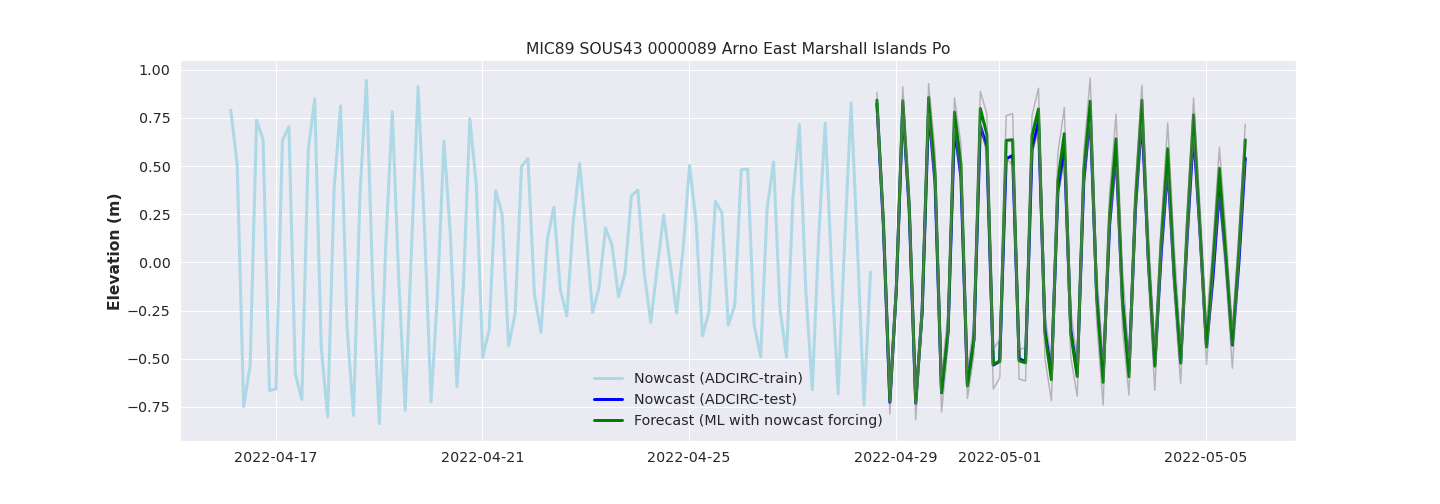 MIC89 SOUS43 0000089 Arno East Marshall Islands Po
1.00
0.75
0.50
0.25
0.00
−0.25
−0.50
−0.75
Elevation (m)
Nowcast (ADCIRC-train)
Nowcast (ADCIRC-test)
Forecast (ML with nowcast forcing)
2022-04-17 2022-04-21 2022-04-25 2022-04-29 2022-05-01 2022-05-05